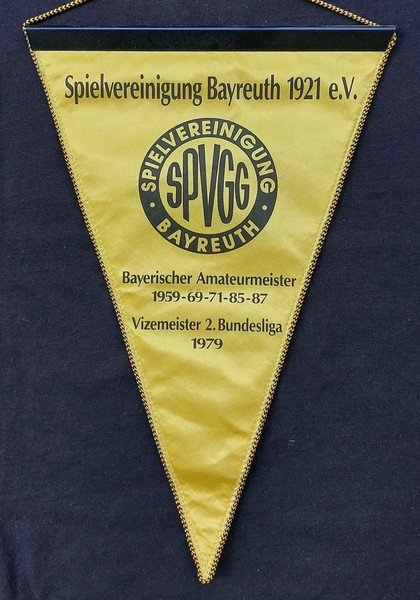 Spielvereinigung Bayreuth 1921 e.V.
· SPIELVEREINIGUNG ·
SPVGG
BAYREUTH
Bayerischer Amateurmeister
1959-69-71-85-87
Vizemeister 2. Bundesliga
1979